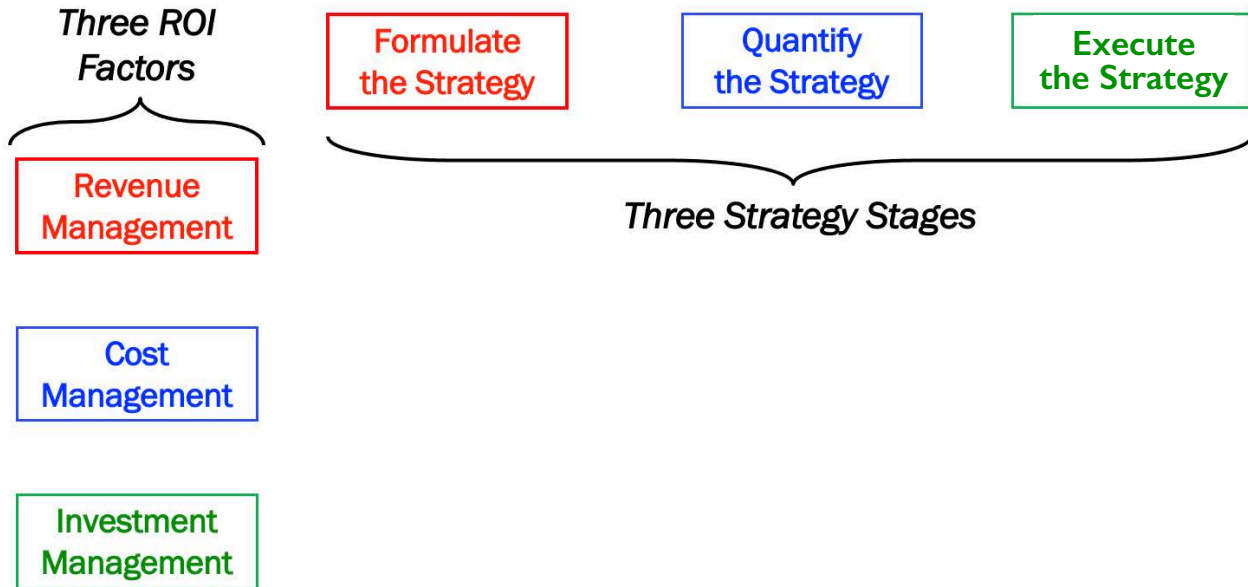 Three ROI
Factors
Formulate
the Strategy
Quantify
the Strategy
Execute
the Strategy
Revenue
Management
Three Strategy Stages
Cost
Management
Investment
Management